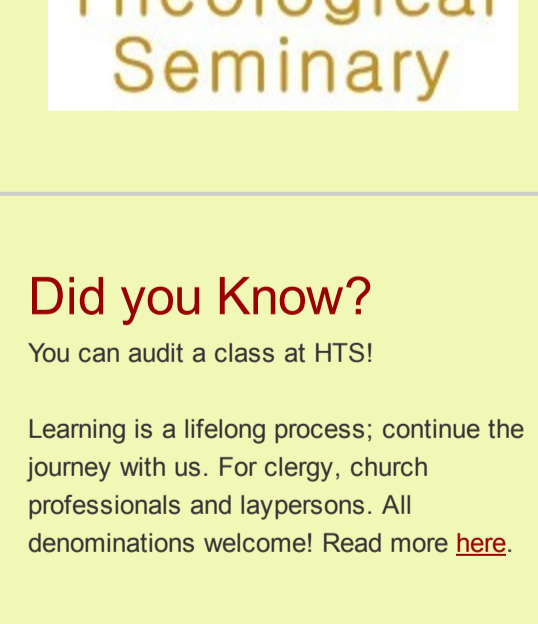 Theological
Seminary
Did you Know?
You can audit a class at HTS!
Learning is a lifelong process; continue the
journey with us. For clergy, church
professionals and laypersons. All
denominations welcome! Read more here.